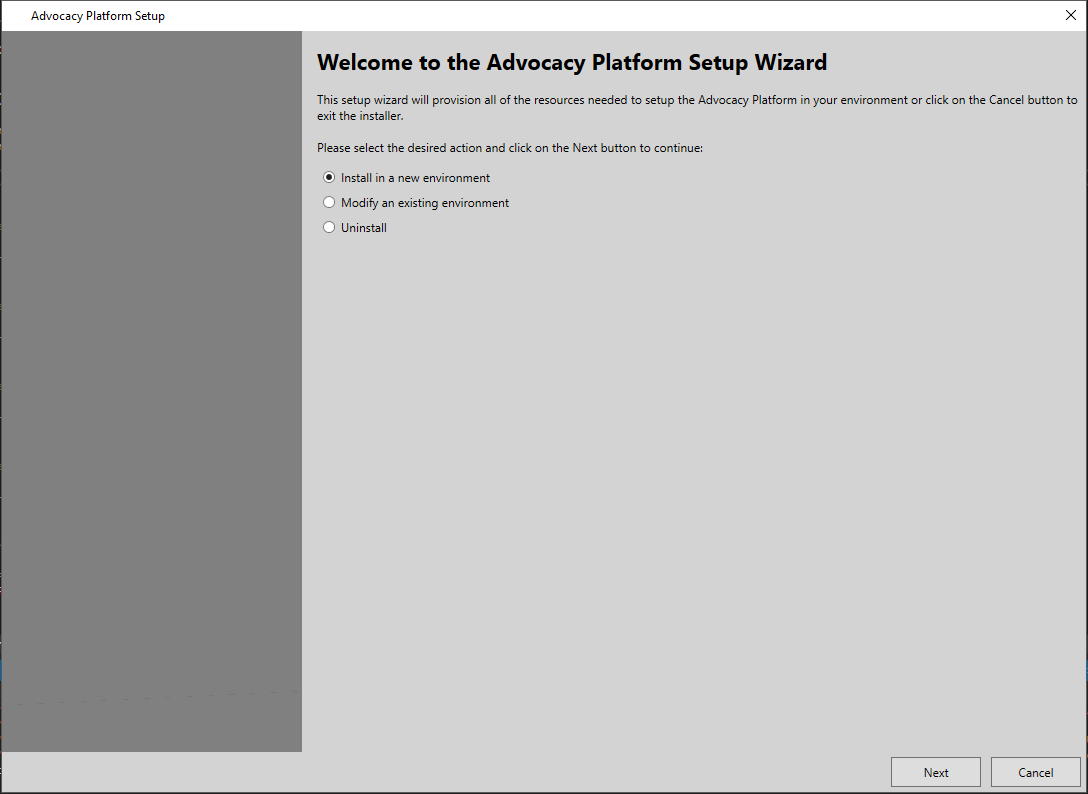 Advocacy Platform Setup
Welcome to the Advocacy Platform Setup Wizard
This setup wizard will provision all of the resources needed to setup the Advocacy Platform in your environment or click on the Cancel button to
exit the installer.
Please select the desired action and click on the Next button to continue:
Install in a new environment
Modify an existing environment
Uninstall
Next
Cancel